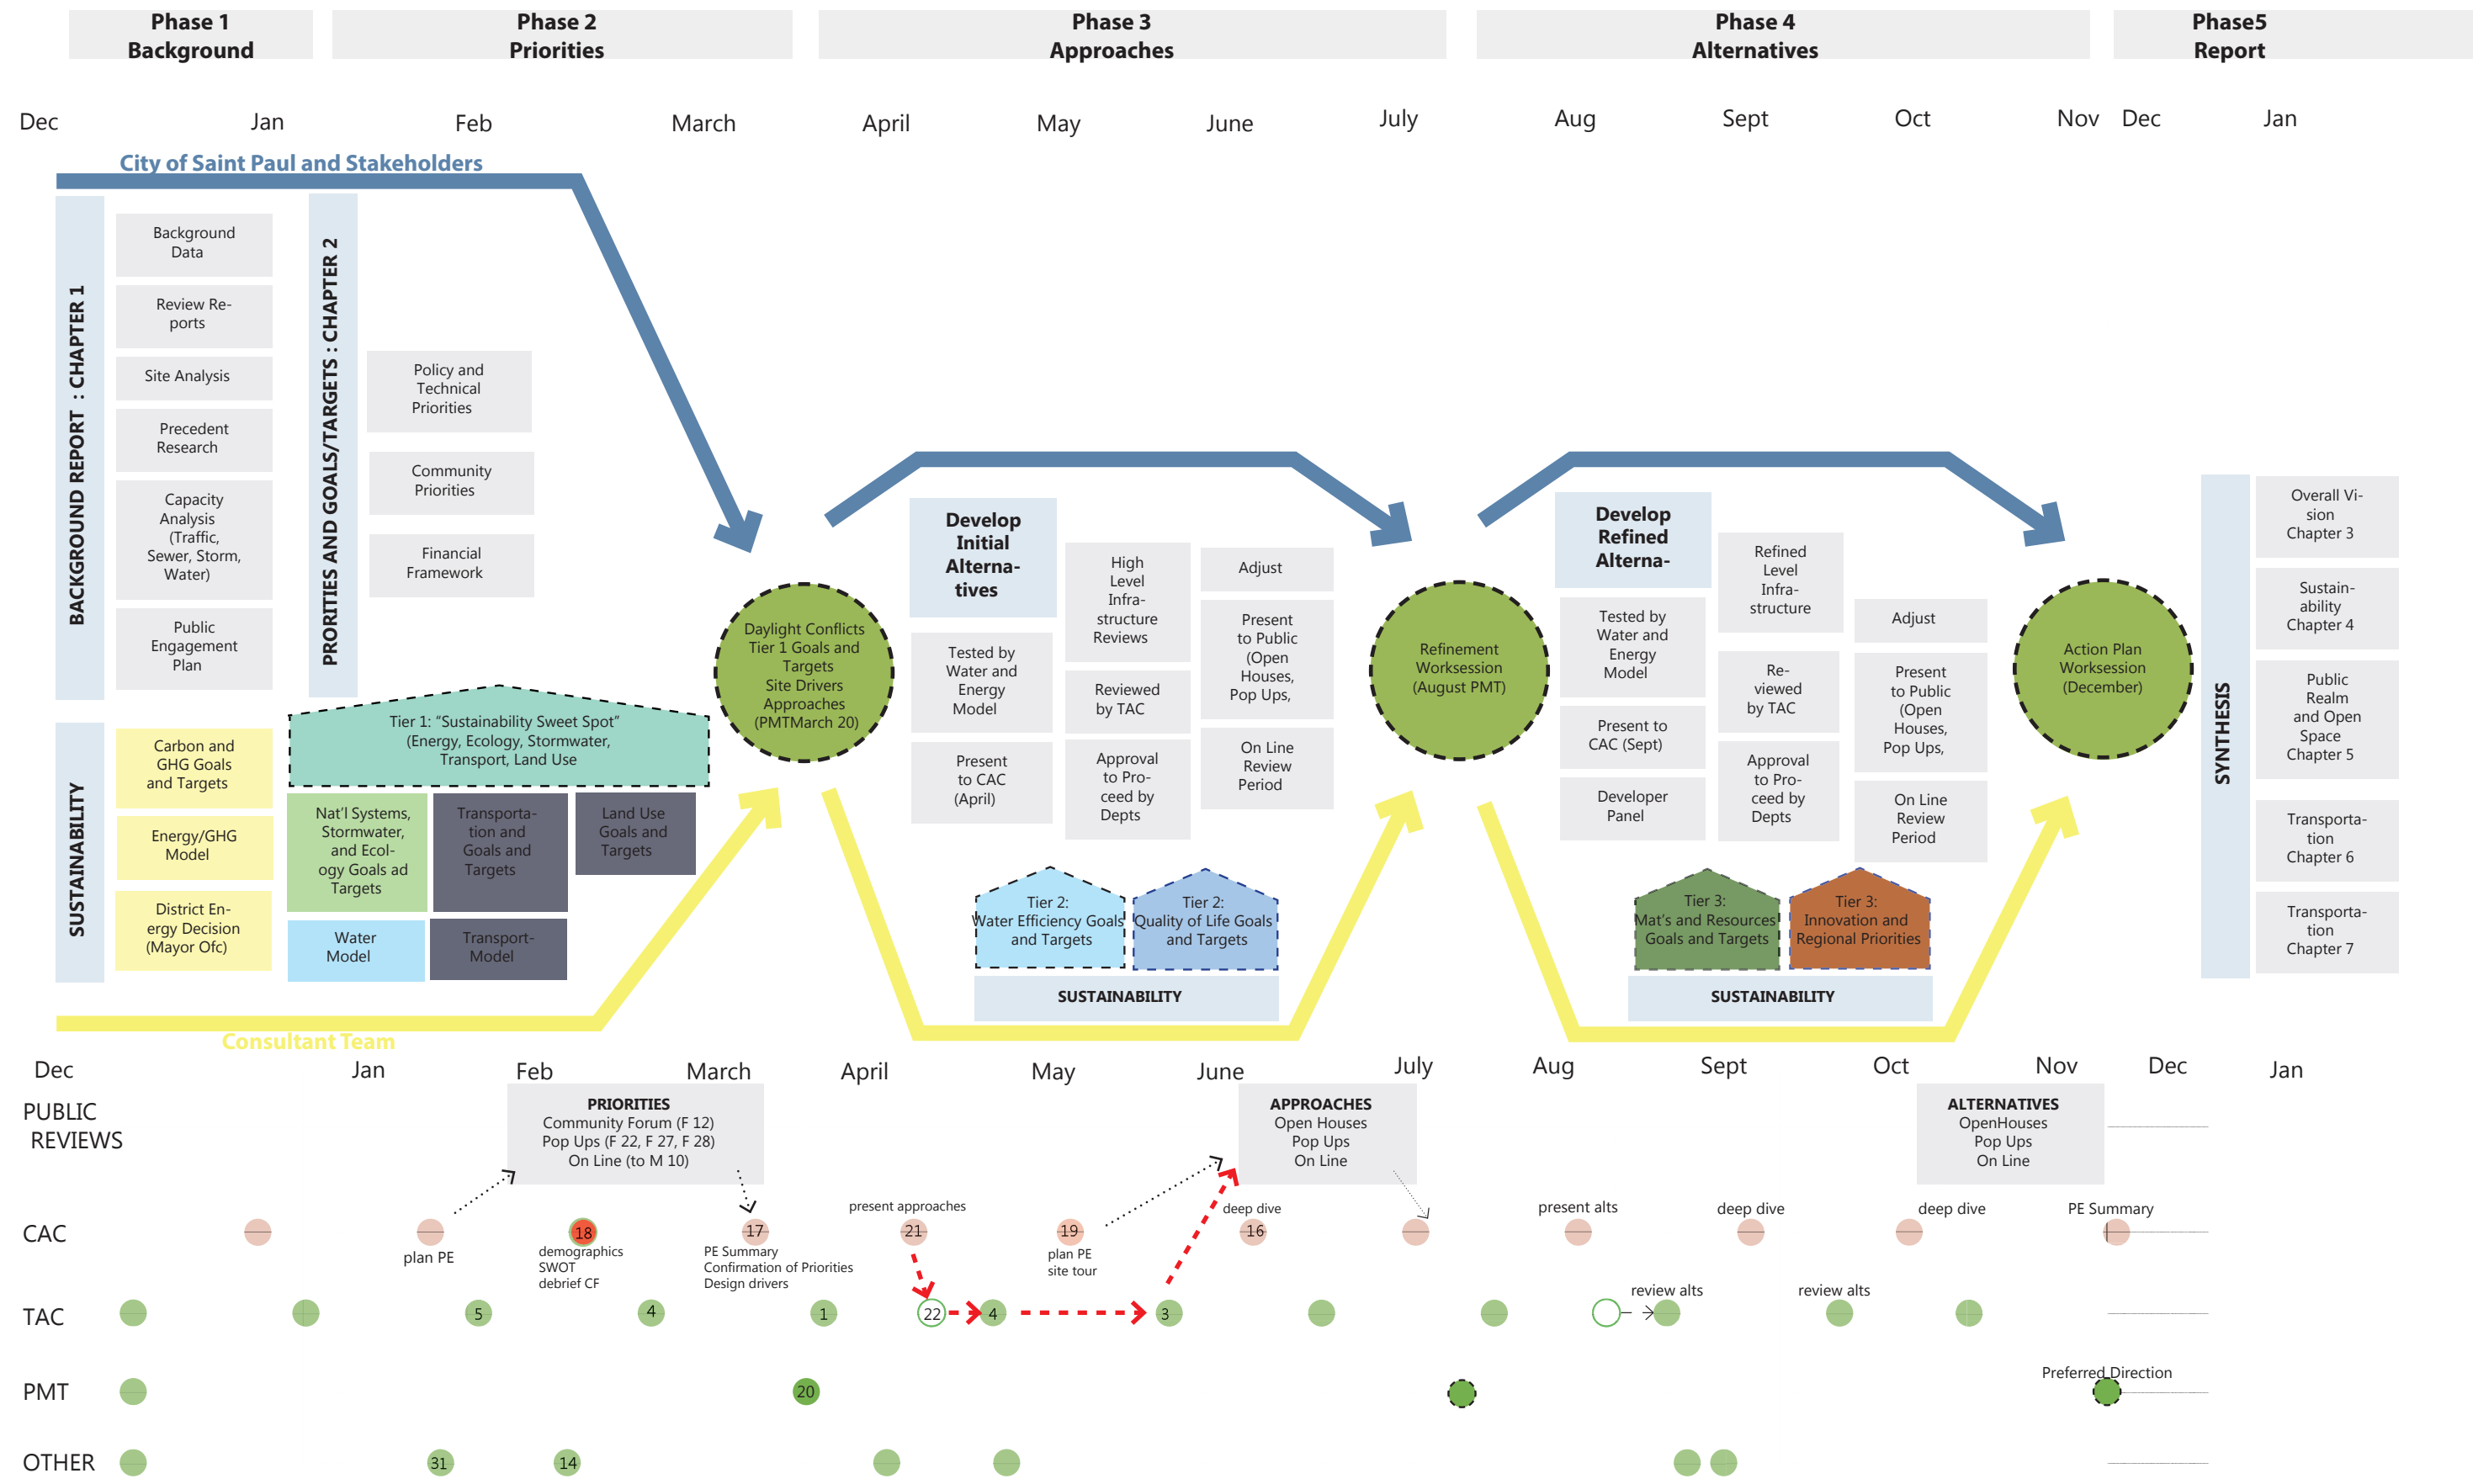 Phase 1
Background
Phase 2
Priorities
Phase 3
Approaches
Phase 4
Alternatives
Phase5
Report
Dec
Jan
Feb
March
April
May
June
July
Aug
Sept
Oct
Nov
Dec
Jan
City of Saint Paul and Stakeholders
BACKGROUND REPORT : CHAPTER 1
Background
Data
Review Re-
ports
Site Analysis
Precedent
Research
Capacity
Analysis
(Traffic,
Sewer, Storm,
Water)
Public
Engagement
Plan
PRORITIES AND GOALS/TARGETS : CHAPTER 2
Policy and
Technical
Priorities
Community
Priorities
Financial
Framework
SUSTAINABILITY
Carbon and
GHG Goals
and Targets
Energy/GHG
Model
District En-
ergy Decision
(Mayor Ofc)
Tier 1: “Sustainability Sweet Spot”
(Energy, Ecology, Stormwater,
Transport, Land Use
Nat’l Systems,
Stormwater,
and Ecol-
ogy Goals ad
Targets
Transporta-
tion and
Goals and
Targets
Land Use
Goals and
Targets
Water
Model
Transport-
Model
Consultant Team
Daylight Conflicts
Tier 1 Goals and
Targets
Site Drivers
Approaches
(PMTMarch 20)
Develop
Initial
Alterna-
tives
Tested by
Water and
Energy
Model
Present
to CAC
(April)
High
Level
Infra-
structure
Reviews
Reviewed
by TAC
Approval
to Pro-
ceed by
Depts
Adjust
Present
to Public
(Open
Houses,
Pop Ups,
On Line
Review
Period
Tier 2:
Water Efficiency Goals
and Targets
Tier 2:
Quality of Life Goals
and Targets
SUSTAINABILITY
Refinement
Worksession
(August PMT)
Develop
Refined
Alterna-
Tested by
Water and
Energy
Model
Present to
CAC (Sept)
Developer
Panel
Refined
Level
Infra-
structure
Re-
viewed
by TAC
Approval
to Pro-
ceed by
Depts
Adjust
Present
to Public
(Open
Houses,
Pop Ups,
On Line
Review
Period
Tier 3:
Mat’s and Resources
Goals and Targets
Tier 3:
Innovation and
Regional Priorities
SUSTAINABILITY
Action Plan
Worksession
(December)
SYNTHESIS
Overall Vi-
sion
Chapter 3
Sustain-
ability
Chapter 4
Public
Realm
and Open
Space
Chapter 5
Transporta-
tion
Chapter 6
Transporta-
tion
Chapter 7
Dec
Jan
Feb
March
April
May
June
July
Aug
Sept
Oct
Nov
Dec
Jan
PUBLIC
REVIEWS
PRIORITIES
Community Forum (F 12)
Pop Ups (F 22, F 27, F 28)
On Line (to M 10)
APPROACHES
Open Houses
Pop Ups
On Line
ALTERNATIVES
OpenHouses
Pop Ups
On Line
CAC
plan PE
18
demographics
SWOT
debrief CF
17
PE Summary
Confirmation of Priorities
Design drivers
present approaches
21
19
plan PE
site tour
deep dive
16
present alts
deep dive
deep dive
PE Summary
TAC
5
4
1
22
4
3
review alts
review alts
PMT
20
Preferred Direction
OTHER
31
14